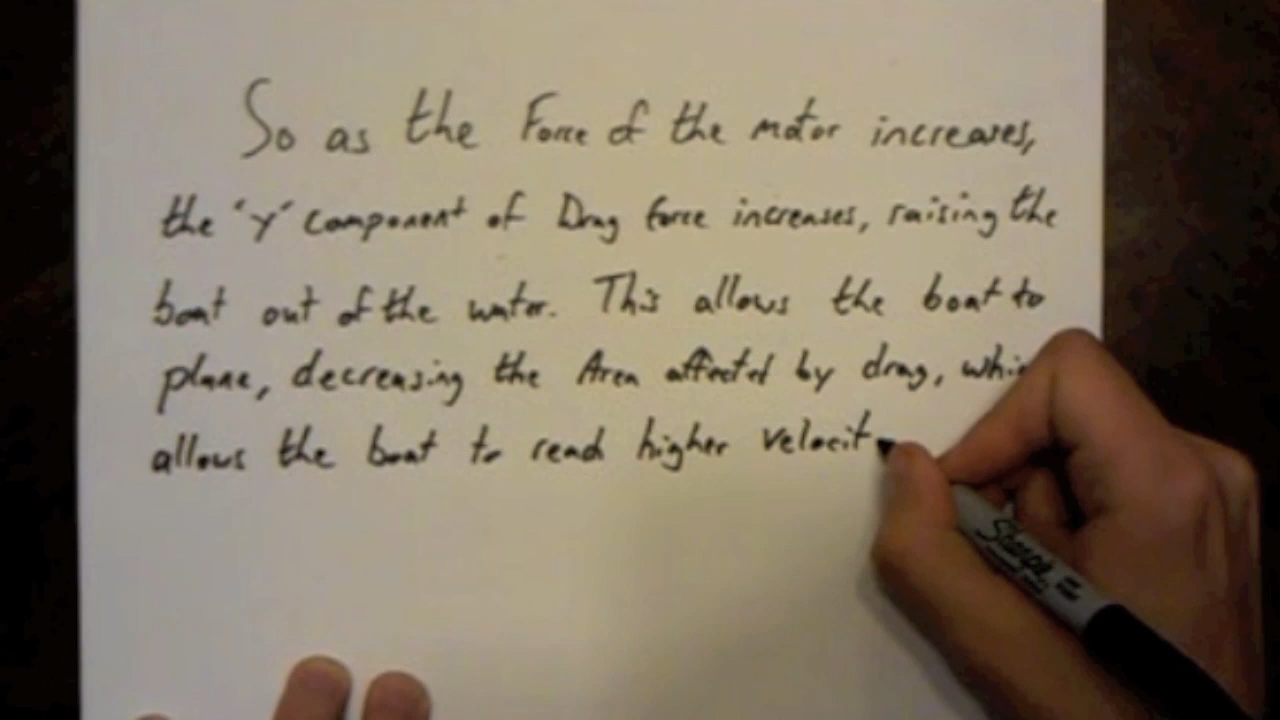 So as the Force of the motor increases,
the "y" component of Drag force increases, raising the
boat out of the water. This allows the boat to
plane, decreasing the Area affected by drag, whi
allows the boat to reach higher velocit
Sharpie